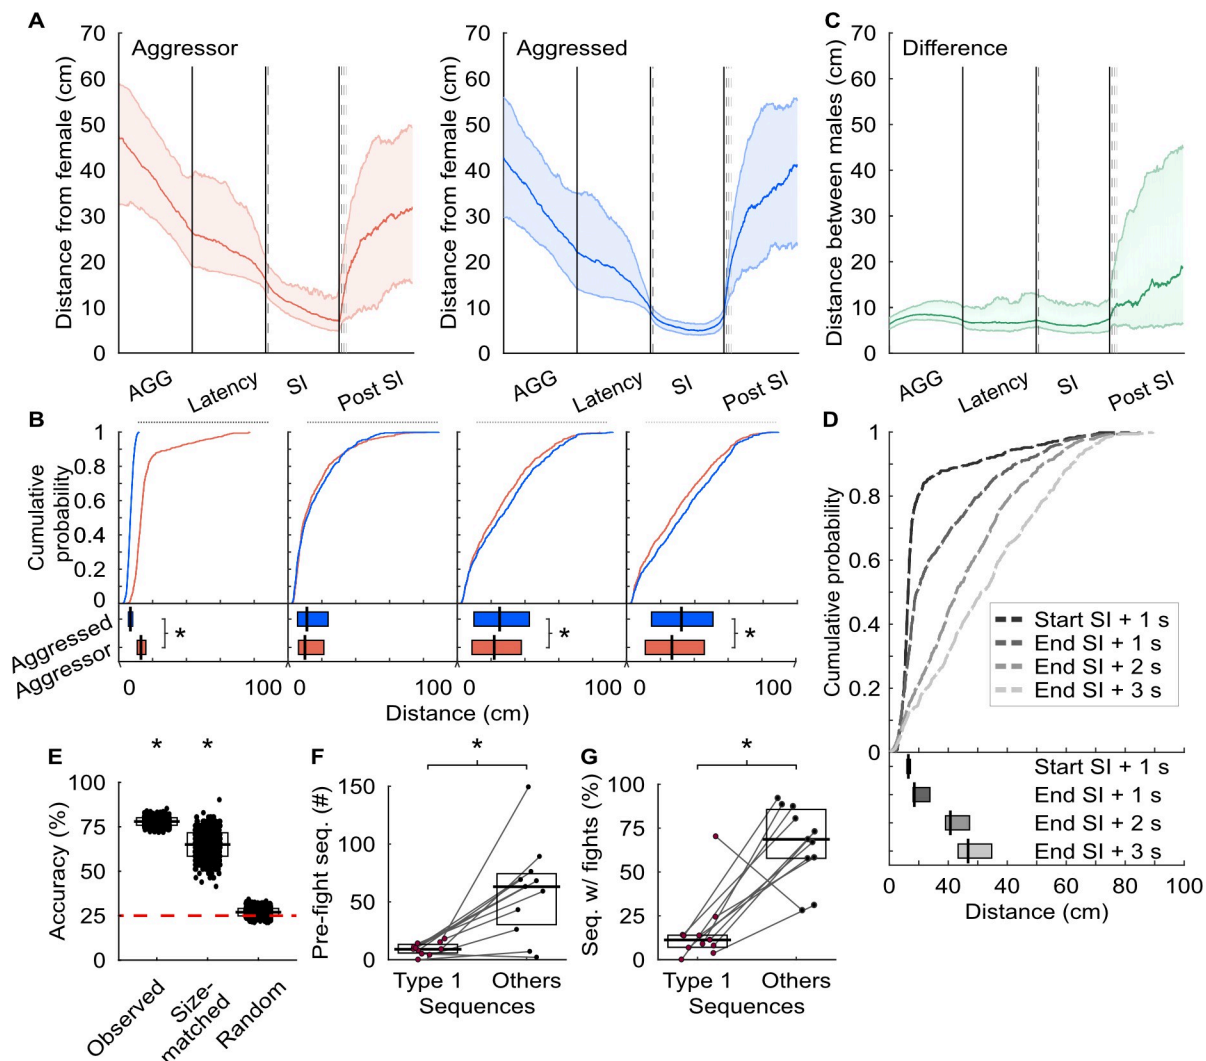 A
Aggressor
Distance from female (cm)
70
60
50
40
30
20
10
0
AGG
Latency
SI
Post SI
Aggressed
Distance from female (cm)
70
60
50
40
30
20
10
0
AGG
Latency
SI
Post SI
C
Difference
Distance between males (cm)
70
60
50
40
30
20
10
0
AGG
Latency
SI
Post SI
B
Cumulative
probability
1
0.8
0.6
0.4
0.2
0
Aggressed
Aggressor
*
*
*
0 100
0 100
0 100
0 100
Distance (cm)
D
Cumulative probability
1
0.8
0.6
0.4
0.2
0
Start SI + 1 s
End SI + 1 s
End SI + 2 s
End SI + 3 s
Start SI + 1 s
End SI + 1 s
End SI + 2 s
End SI + 3 s
0 20 40 60 80 100
Distance (cm)
E
* *
Accuracy (%)
100
75
50
25
0
Observed
Size-
matched
Random
F
*
Pre-fight seq. (#)
150
100
50
0
Type 1 Others
Sequences
G
*
Seq. w/ fights (%)
100
75
50
25
0
Type 1 Others
Sequences